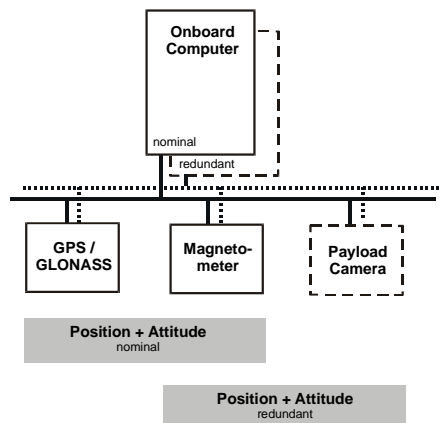 Onboard
Computer
nominal
redundant
GPS /
GLONASS
Magneto-
meter
Payload
Camera
Position + Attitude
nominal
Position + Attitude
redundant